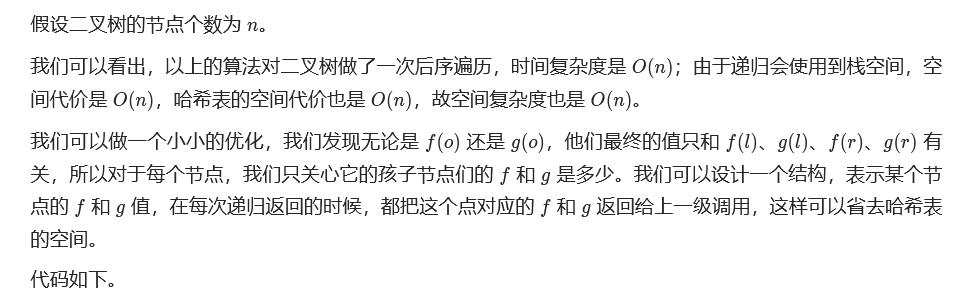 假设二叉树的节点个数为 n。
我们可以看出，以上的算法对二叉树做了一次后序遍历，时间复杂度是 O(n)；由于递归会使用到栈空间，空
间代价是 O(n)，哈希表的空间代价也是 O(n)，故空间复杂度也是 O(n)。
我们可以做一个小小的优化，我们发现无论是 f(o) 还是 g(o)，他们最终的值只和 f(l)、g(l)、f(r)、g(r) 有
关，所以对于每个节点，我们只关心它的孩子节点们的 f 和 g 是多少。我们可以设计一个结构，表示某个节
点的 f 和 g 值，在每次递归返回的时候，都把这个点对应的 f 和 g 返回给上一级调用，这样可以省去哈希表
的空间。
代码如下。